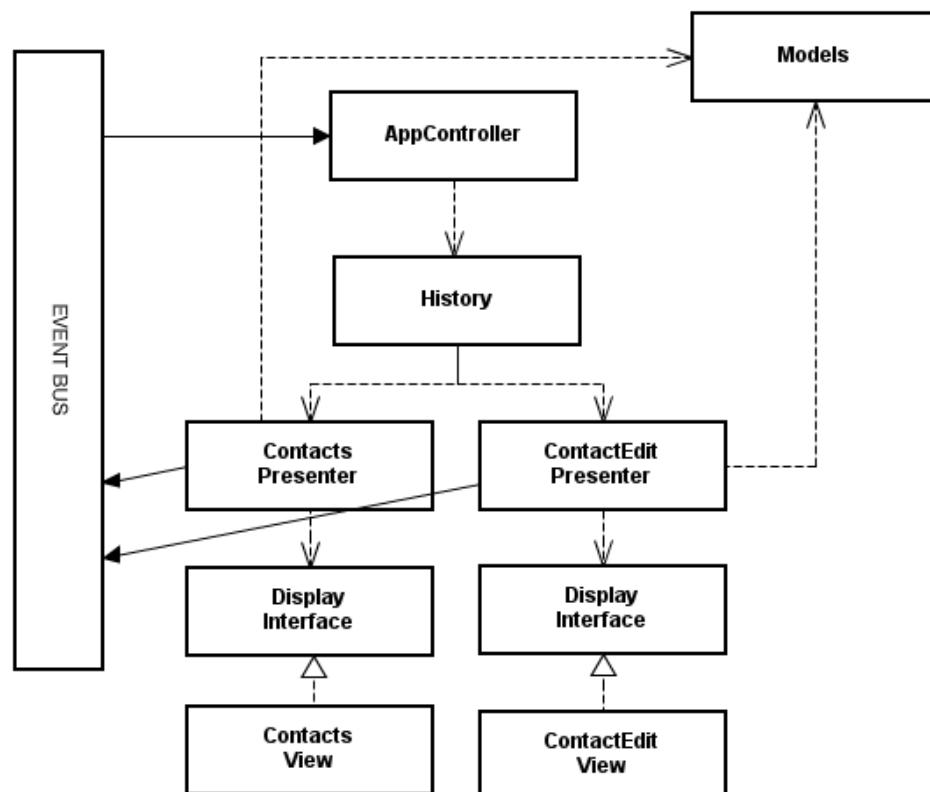 Models
AppController
History
EVENT BUS
Contacts
Presenter
ContactEdit
Presenter
Display
Interface
Display
Interface
Contacts
View
ContactEdit
View